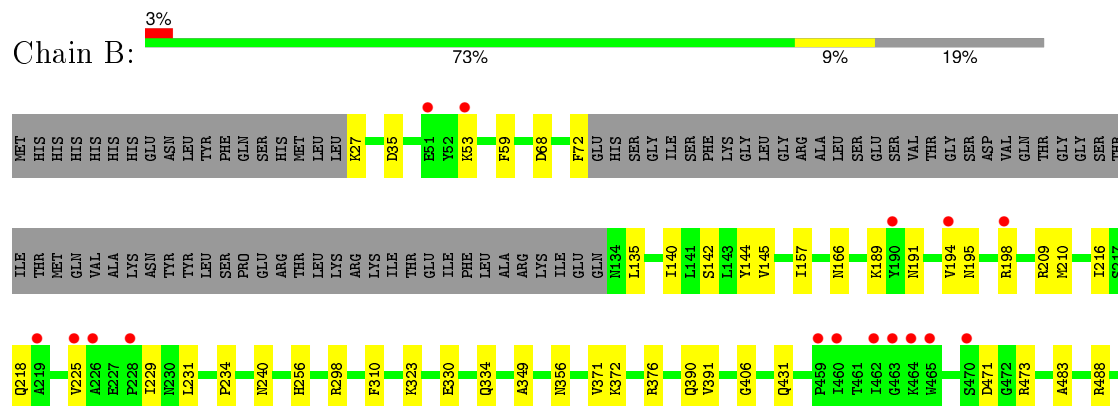 3%
Chain B:
73% 9% 19%
MET HIS HIS HIS HIS HIS HIS GLU ASN LEU TYR PHE GLN SER HIS MET LEU LEU K27 D35 E51 Y52 K53 F59 D68 F72 GLU HIS SER GLY ILE SER PHE LYS GLY LEU GLY ARG ALA LEU SER GLU SER VAL THR GLY SER ASP VAL GLN THR GLY GLY SER THR
ILE THR MET GLN VAL ALA LYS ASN TYR TYR LEU SER PRO GLU ARG THR LEU LYS ARG LYS ILE THR GLU ILE PHE LEU ALA ARG LYS ILE GLU GLN N134 L135 I140 L141 S142 L143 Y144 V145 I157 N166 K189 Y190 N191 V194 N195 R198 R209 M210 I216 S217
Q218 A219 V225 A226 E227 P228 I229 N230 L231 P234 N240 H256 R298 F310 K323 E330 Q334 A349 N356 V371 K372 R376 Q390 V391 G406 Q431 P459 I460 T461 I462 G463 K464 W465 S470 D471 G472 R473 A483 R488